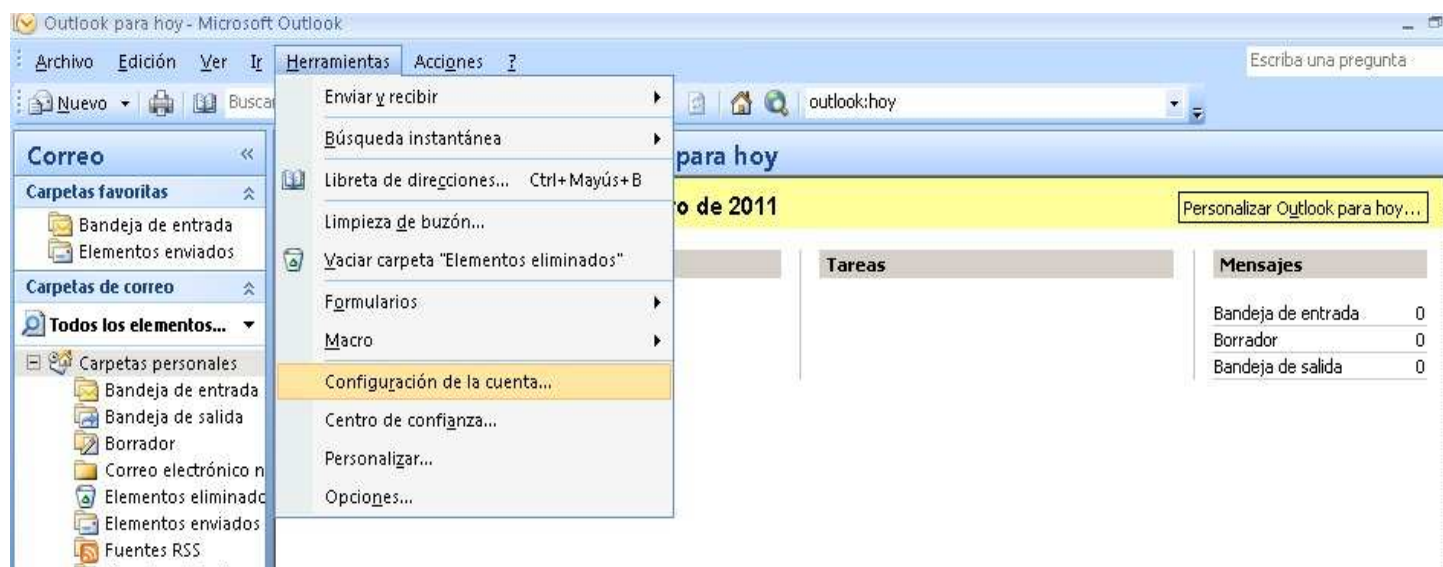 Outlook para hoy - Microsoft Outlook
Archivo Edición Ver Ir Herramientas Acciones ?
Escriba una pregunta
Nuevo
outlook:hoy
Correo
Carpetas favoritas
Bandeja de entrada
Elementos enviados
Carpetas de correo
Todos los elementos...
Carpetas personales
Bandeja de entrada
Bandeja de salida
Borrador
Correo electrónico n
Elementos
Elementos enviados
Fuentes RSS
Enviar y recibir
Búsqueda instantánea
Libreta de direcciones... Ctrl+Mayús+B
Limpieza de buzón...
Vaciar carpeta "Elementos eliminados"
Formularios
Macro
Configuración de la cuenta...
Centro de confianza...
Personalizar...
Opciones...
para hoy
o de 2011
Personalizar Outlook para hoy...
Tareas
Mensajes
Bandeja de entrada 0
Borrador 0
Bandeja de salida 0